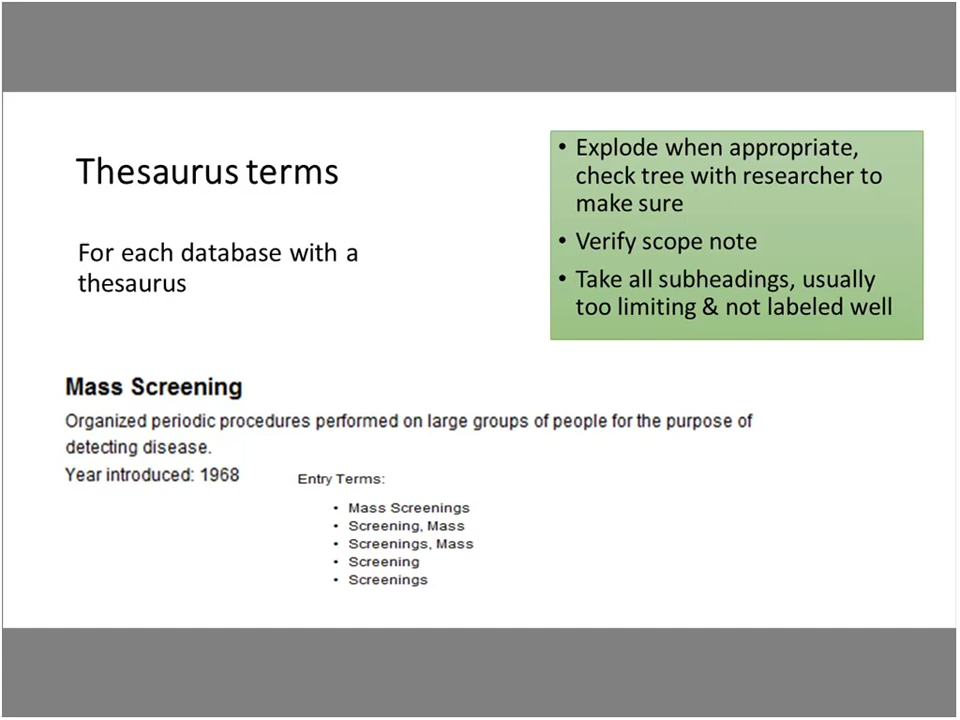 Thesaurus terms
For each database with a
thesaurus
• Explode when appropriate,
check tree with researcher to
make sure
• Verify scope note
• Take all subheadings, usually
too limiting & not labeled well
Mass Screening
Organized periodic procedures performed on large groups of people for the purpose of
detecting disease.
Year introduced: 1968
Entry Terms:
• Mass Screenings
• Screening, Mass
• Screenings, Mass
• Screening
• Screenings